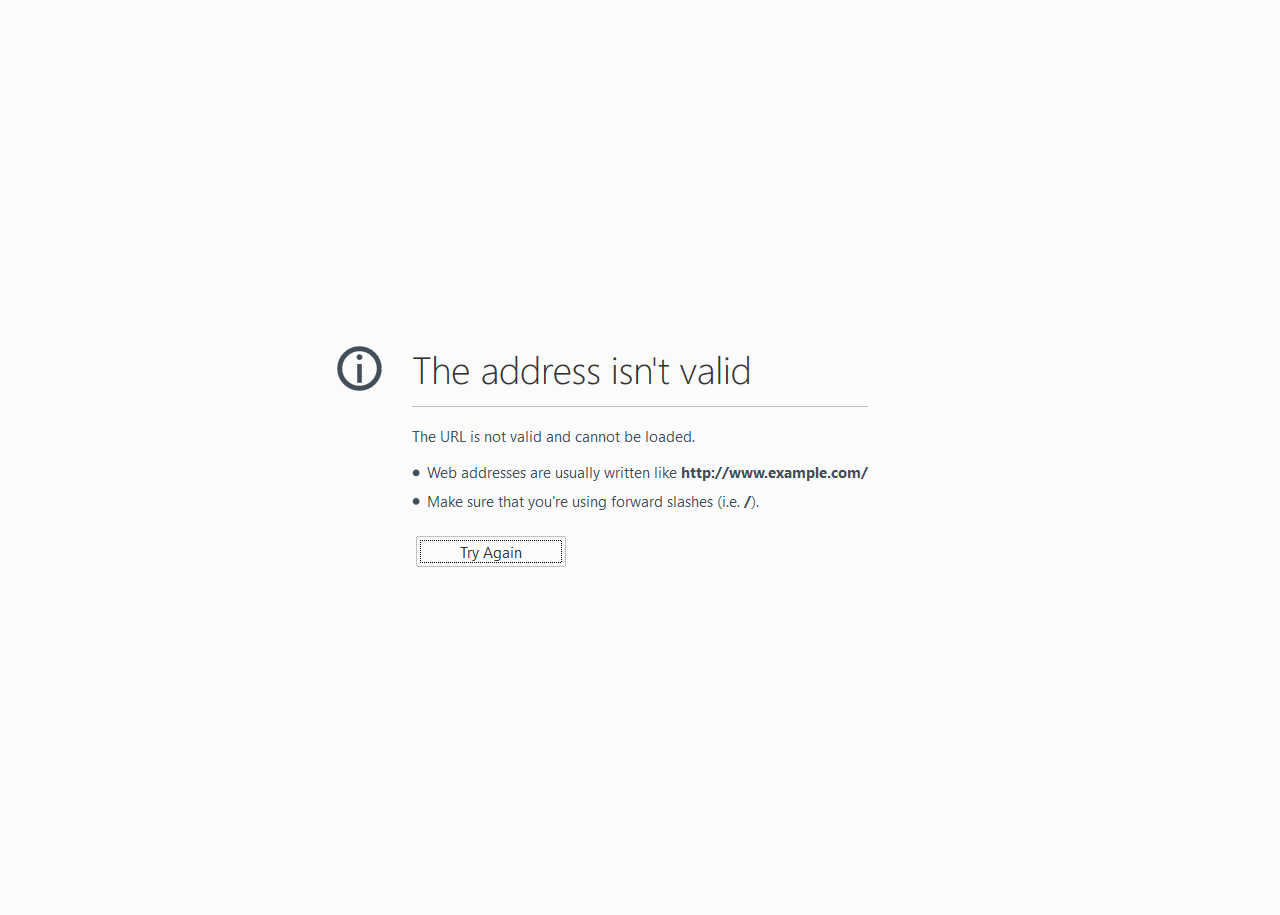 The address isn't valid
The URL is not valid and cannot be loaded.
Web addresses are usually written like http://www.example.com/
Make sure that you're using forward slashes (i.e. /).
Try Again